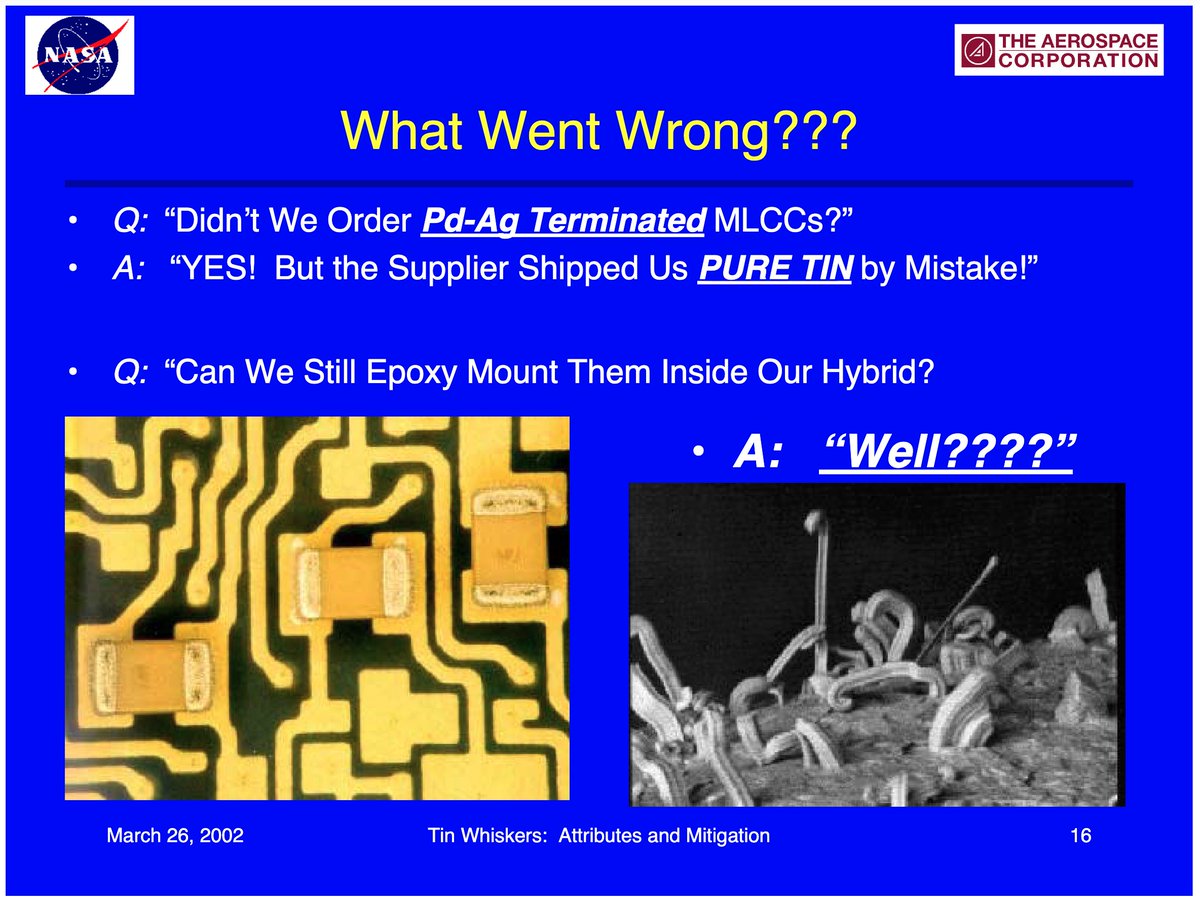 NASA
THE AEROSPACE
CORPORATION
What Went Wrong???
• Q: “Didn’t We Order Pd-Ag Terminated MLCCs?”
• A: “YES! But the Supplier Shipped Us PURE TIN by Mistake!”
• Q: “Can We Still Epoxy Mount Them Inside Our Hybrid?
• A: “Well????”
March 26, 2002
Tin Whiskers: Attributes and Mitigation
16